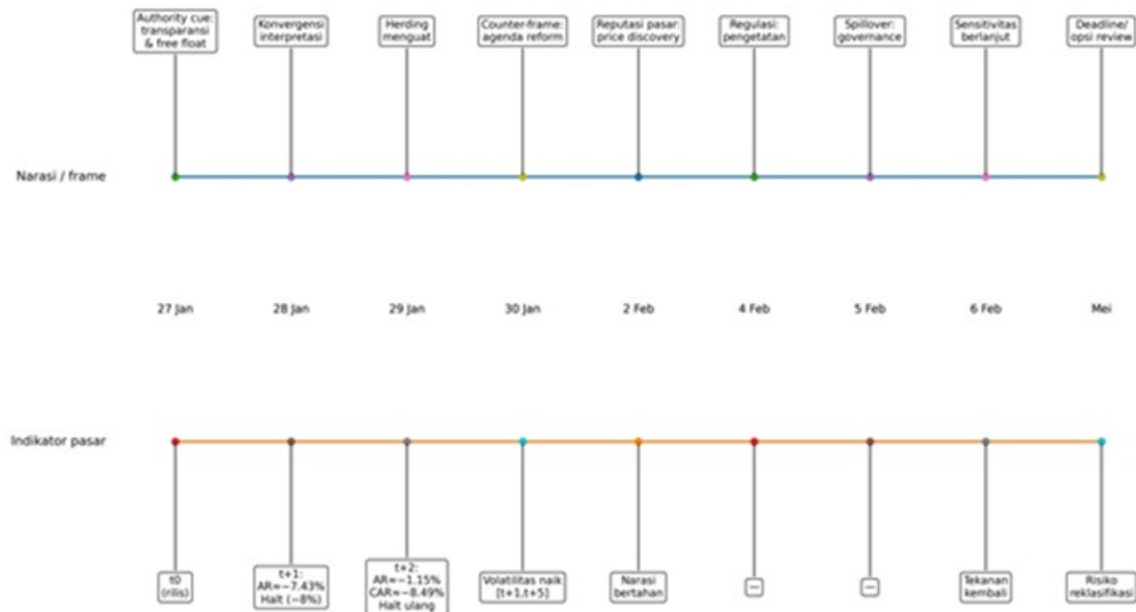 Authority cue:
transparansi
& free float
Konvergensi
interpretasi
Herding
menguat
Counter-frame:
agenda reform
Reputasi pasar:
price discovery
Regulasi:
pengetatan
Spillover:
governance
Sensitivitas
berlanjut
Deadline/
opsi review
Narasi / frame
27 Jan
28 Jan
29 Jan
30 Jan
2 Feb
4 Feb
5 Feb
6 Feb
Mei
Indikator pasar
t0
(rilis)
t+1:
AR≈−7.43%
Halt (−8%)
t+2:
AR≈−1.15%
CAR≈−8.49%
Halt ulang
Volatilitas naik
[t+1,t+5]
Narasi
bertahan
—
—
Tekanan
kembali
Risiko
reklasifikasi